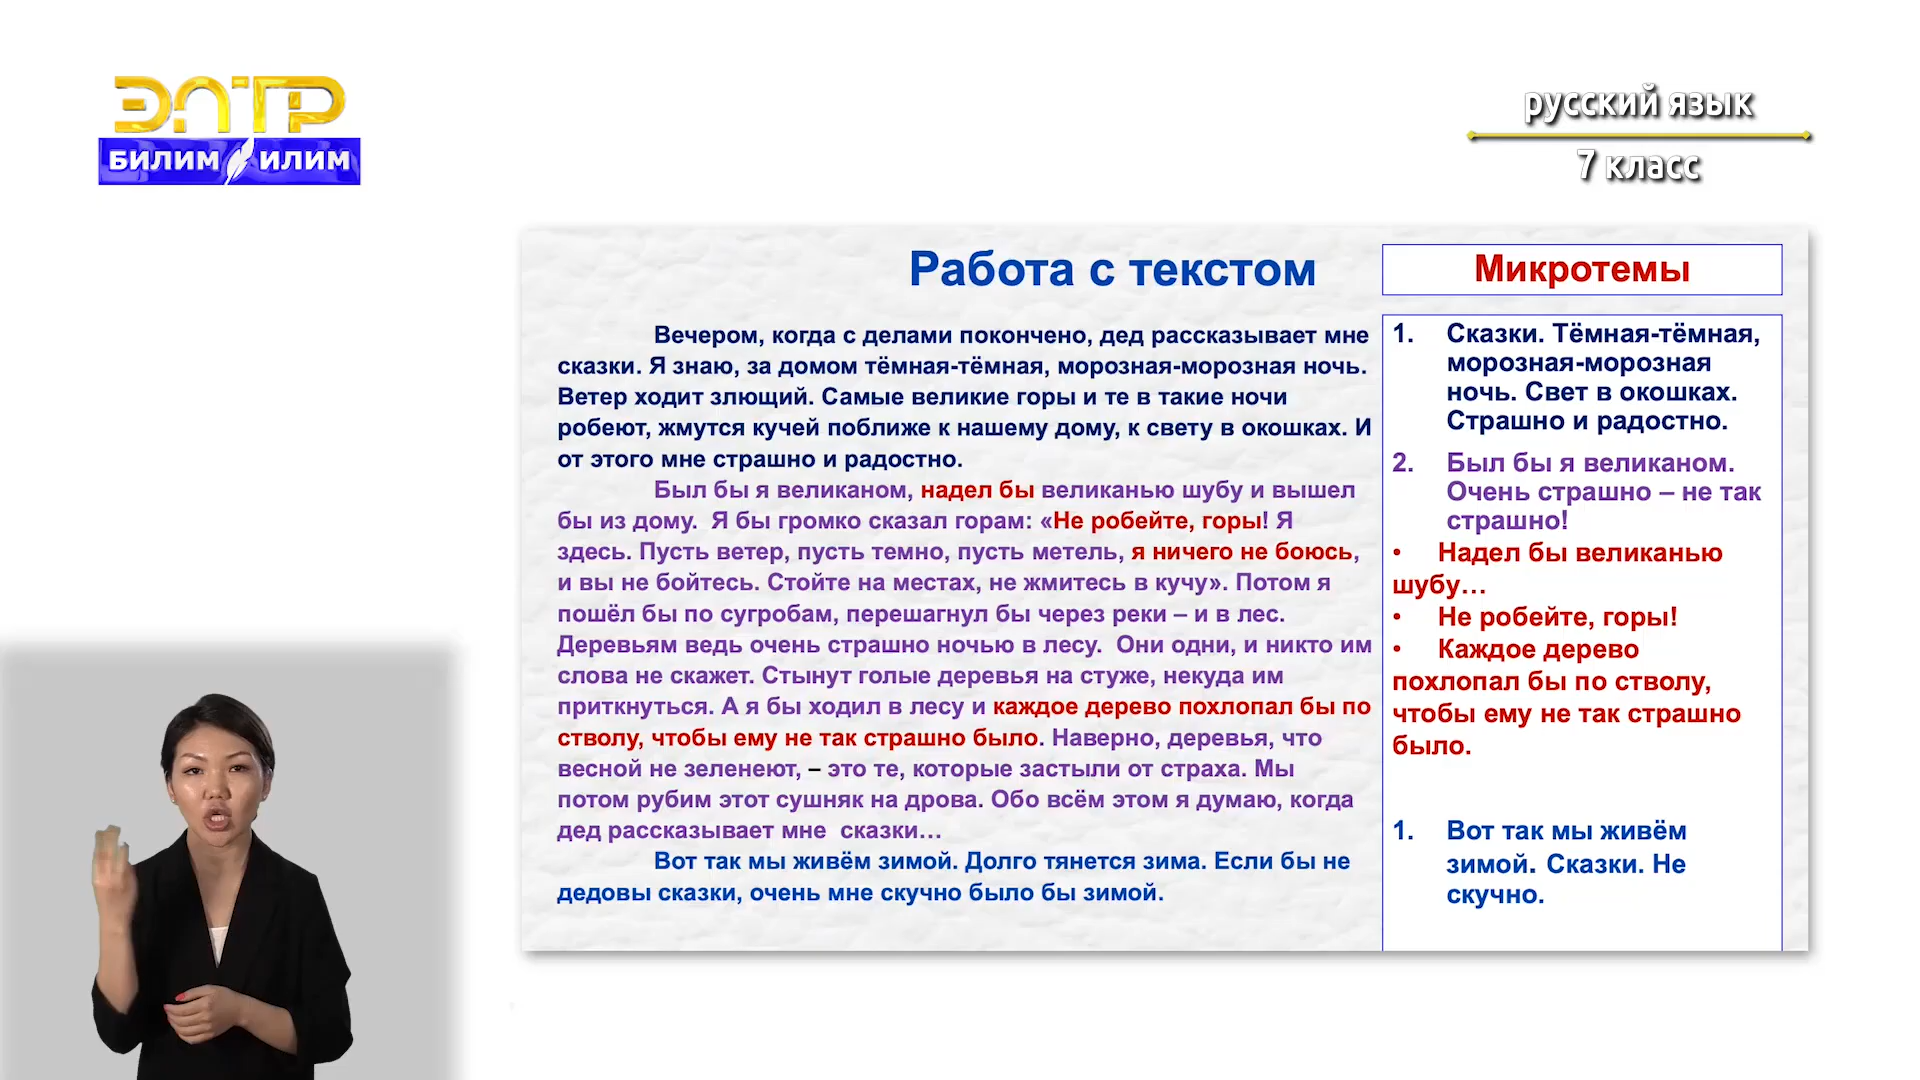 ЭЛТР
БИЛИМ ИЛИМ
русский язык
7 класс
Работа с текстом
Вечером, когда с делами покончено, дед рассказывает мне
сказки. Я знаю, за домом тёмная-тёмная, морозная-морозная ночь.
Ветер ходит злющий. Самые великие горы и те в такие ночи
робеют, жмутся кучей поближе к нашему дому, к свету в окошках. И
от этого мне страшно и радостно.
Был бы я великаном, надел бы великанью шубу и вышел
бы из дому. Я бы громко сказал горам: «Не робейте, горы! Я
здесь. Пусть ветер, пусть темно, пусть метель, я ничего не боюсь,
и вы не бойтесь. Стойте на местах, не жмитесь в кучу». Потом я
пошёл бы по сугробам, перешагнул бы через реки – и в лес.
Деревьям ведь очень страшно ночью в лесу. Они одни, и никто им
слова не скажет. Стынут голые деревья на стуже, некуда им
приткнуться. А я бы ходил в лесу и каждое дерево похлопал бы по
стволу, чтобы ему не так страшно было. Наверно, деревья, что
весной не зеленеют, – это те, которые застыли от страха. Мы
потом рубим этот сушняк на дрова. Обо всём этом я думаю, когда
дед рассказывает мне сказки…
Вот так мы живём зимой. Долго тянется зима. Если бы не
дедовы сказки, очень мне скучно было бы зимой.
Микротемы
1. Сказки. Тёмная-тёмная,
морозная-морозная
ночь. Свет в окошках.
Страшно и радостно.
2. Был бы я великаном.
Очень страшно – не так
страшно!
• Надел бы великанью
шубу…
• Не робейте, горы!
• Каждое дерево
похлопал бы по стволу,
чтобы ему не так страшно
было.
1. Вот так мы живём
зимой. Сказки. Не
скучно.